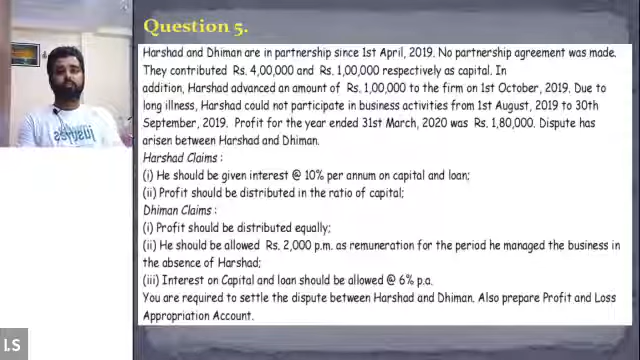 Question 5.
Harshad and Dhiman are in partnership since 1st April, 2019. No partnership agreement was made.
They contributed Rs. 4,00,000 and Rs. 1,00,000 respectively as capital. In
addition, Harshad advanced an amount of Rs. 1,00,000 to the firm on 1st October, 2019. Due to
long illness, Harshad could not participate in business activities from 1st August, 2019 to 30th
September, 2019. Profit for the year ended 31st March, 2020 was Rs. 1,80,000. Dispute has
arisen between Harshad and Dhiman.
Harshad Claims :
(i) He should be given interest @ 10% per annum on capital and loan;
(ii) Profit should be distributed in the ratio of capital;
Dhiman Claims :
(i) Profit should be distributed equally;
(ii) He should be allowed Rs. 2,000 p.m. as remuneration for the period he managed the business in
the absence of Harshad;
(iii) Interest on Capital and loan should be allowed @ 6% p.a.
You are required to settle the dispute between Harshad and Dhiman. Also prepare Profit and Loss
Appropriation Account.
I.S